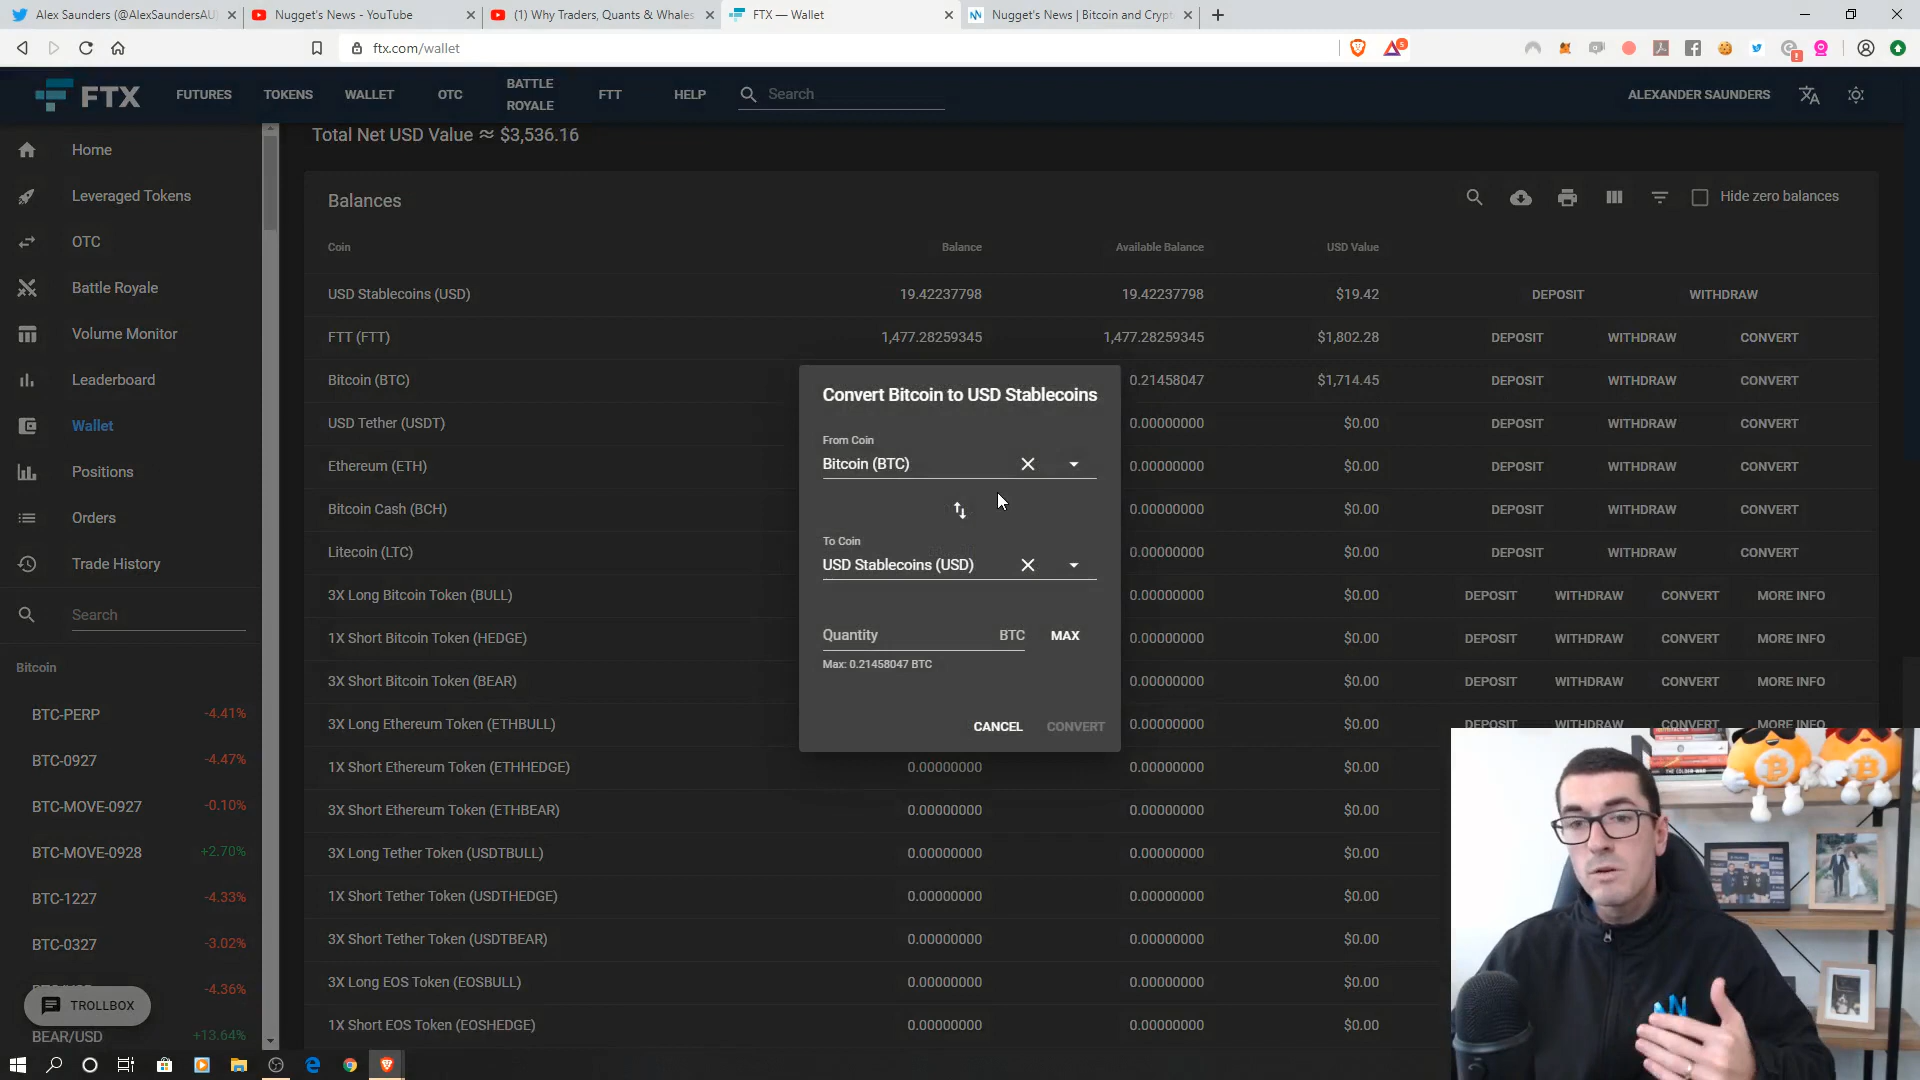 Alex Saunders (@AlexSaundersAU)
Nugget's News - YouTube
(1) Why Traders, Quants & Whales
FTX — Wallet
Nugget's News | Bitcoin and Crypt
ftx.com/wallet
5
FTX
FUTURES
TOKENS
WALLET
OTC
BATTLE
ROYALE
FTT
HELP
Search
ALEXANDER SAUNDERS
Total Net USD Value ≈ $3,536.16
Home
Leveraged Tokens
OTC
Battle Royale
Volume Monitor
Leaderboard
Wallet
Positions
Orders
Trade History
Search
Bitcoin
BTC-PERP -4.41%
BTC-0927 -4.47%
BTC-MOVE-0927 -0.10%
BTC-MOVE-0928 +2.70%
BTC-1227 -4.33%
BTC-0327 -3.02%
-4.36%
TROLLBOX
BEAR/USD +13.64%
Balances
Hide zero balances
Coin Balance Available Balance USD Value
USD Stablecoins (USD) 19.42237798 19.42237798 $19.42 DEPOSIT WITHDRAW
FTT (FTT) 1,477.28259345 1,477.28259345 $1,802.28 DEPOSIT WITHDRAW CONVERT
Bitcoin (BTC) 0.21458047 $1,714.45 DEPOSIT WITHDRAW CONVERT
USD Tether (USDT) 0.00000000 $0.00 DEPOSIT WITHDRAW CONVERT
Ethereum (ETH) 0.00000000 $0.00 DEPOSIT WITHDRAW CONVERT
Bitcoin Cash (BCH) 0.00000000 $0.00 DEPOSIT WITHDRAW CONVERT
Litecoin (LTC) 0.00000000 $0.00 DEPOSIT WITHDRAW CONVERT
3X Long Bitcoin Token (BULL) 0.00000000 $0.00 DEPOSIT WITHDRAW CONVERT MORE INFO
1X Short Bitcoin Token (HEDGE) 0.00000000 $0.00 DEPOSIT WITHDRAW CONVERT MORE INFO
3X Short Bitcoin Token (BEAR) 0.00000000 $0.00 DEPOSIT WITHDRAW CONVERT MORE INFO
3X Long Ethereum Token (ETHBULL) 0.00000000 $0.00 DEPOSIT WITHDRAW CONVERT MORE INFO
1X Short Ethereum Token (ETHHEDGE) 0.00000000 0.00000000 $0.00
3X Short Ethereum Token (ETHBEAR) 0.00000000 0.00000000 $0.00
3X Long Tether Token (USDTBULL) 0.00000000 0.00000000 $0.00
1X Short Tether Token (USDTHEDGE) 0.00000000 0.00000000 $0.00
3X Short Tether Token (USDTBEAR) 0.00000000 0.00000000 $0.00
3X Long EOS Token (EOSBULL) 0.00000000 0.00000000 $0.00
1X Short EOS Token (EOSHEDGE) 0.00000000 0.00000000 $0.00
Convert Bitcoin to USD Stablecoins
From Coin
Bitcoin (BTC)
To Coin
USD Stablecoins (USD)
Quantity BTC MAX
Max: 0.21458047 BTC
CANCEL CONVERT